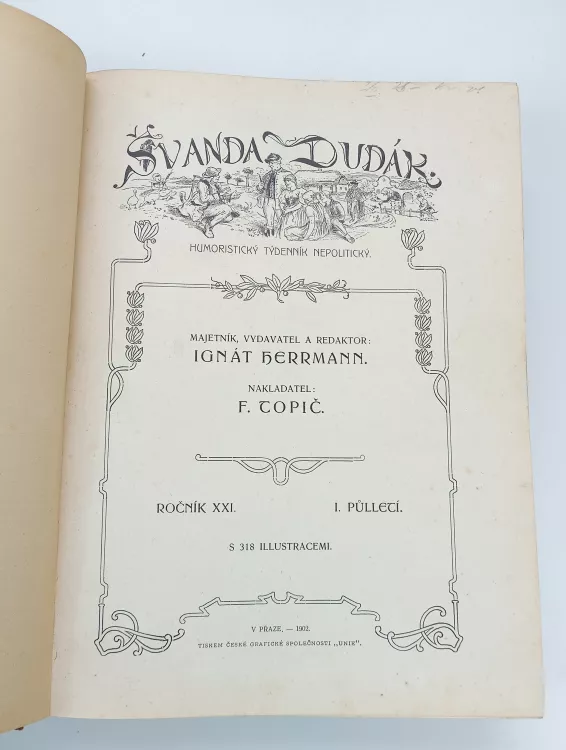 ŠVANDA DUDÁK.
HUMORISTICKÝ TÝDENNÍK NEPOLITICKÝ.
MAJETNÍK, VYDAVATEL A REDAKTOR:
IGNÁT HERRMANN.
NAKLADATEL:
F. TOPIČ.
ROČNÍK XXI. I. PŮLLETÍ.
S 318 ILLUSTRACEMI.
V PRAZE, — 1902.
TISKEM ČESKÉ GRAFICKÉ SPOLEČNOSTI „UNIE“.